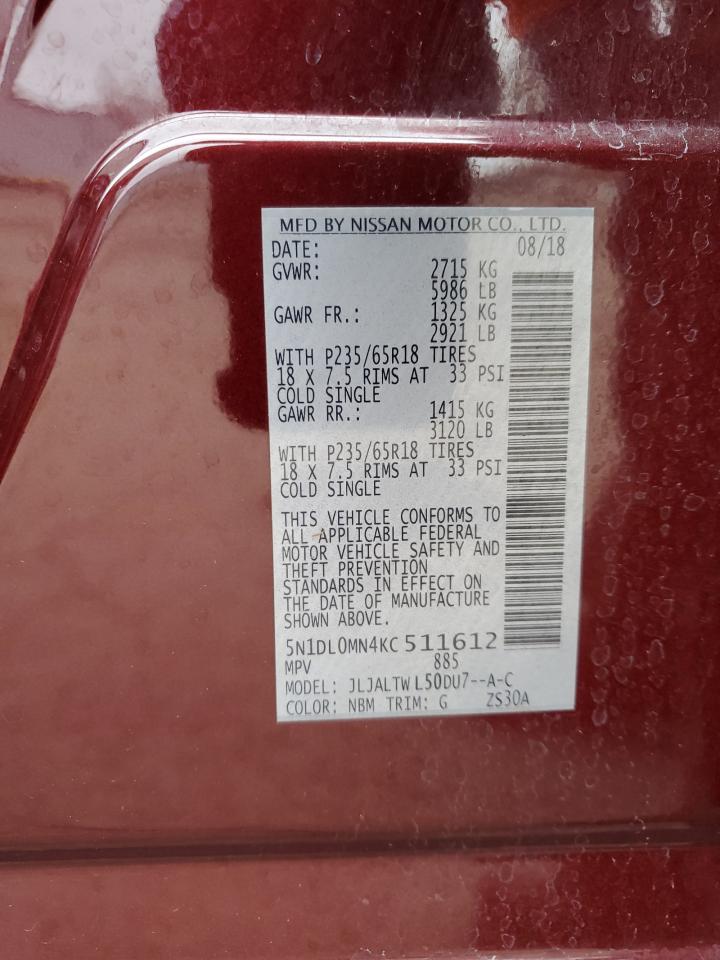 MFD BY NISSAN MOTOR CO., LTD.
DATE: 08/18
GVWR: 2715 KG
5986 LB
GAWR FR.: 1325 KG
2921 LB
WITH P235/65R18 TIRES
18 X 7.5 RIMS AT 33 PSI
COLD SINGLE
GAWR RR.: 1415 KG
3120 LB
WITH P235/65R18 TIRES
18 X 7.5 RIMS AT 33 PSI
COLD SINGLE
THIS VEHICLE CONFORMS TO
ALL APPLICABLE FEDERAL
MOTOR VEHICLE SAFETY AND
THEFT PREVENTION
STANDARDS IN EFFECT ON
THE DATE OF MANUFACTURE
SHOWN ABOVE.
5N1DL0MN4KC511612
MPV 885
MODEL: JLJALTWL50DU7--A-C
COLOR: NBM TRIM: G ZS30A